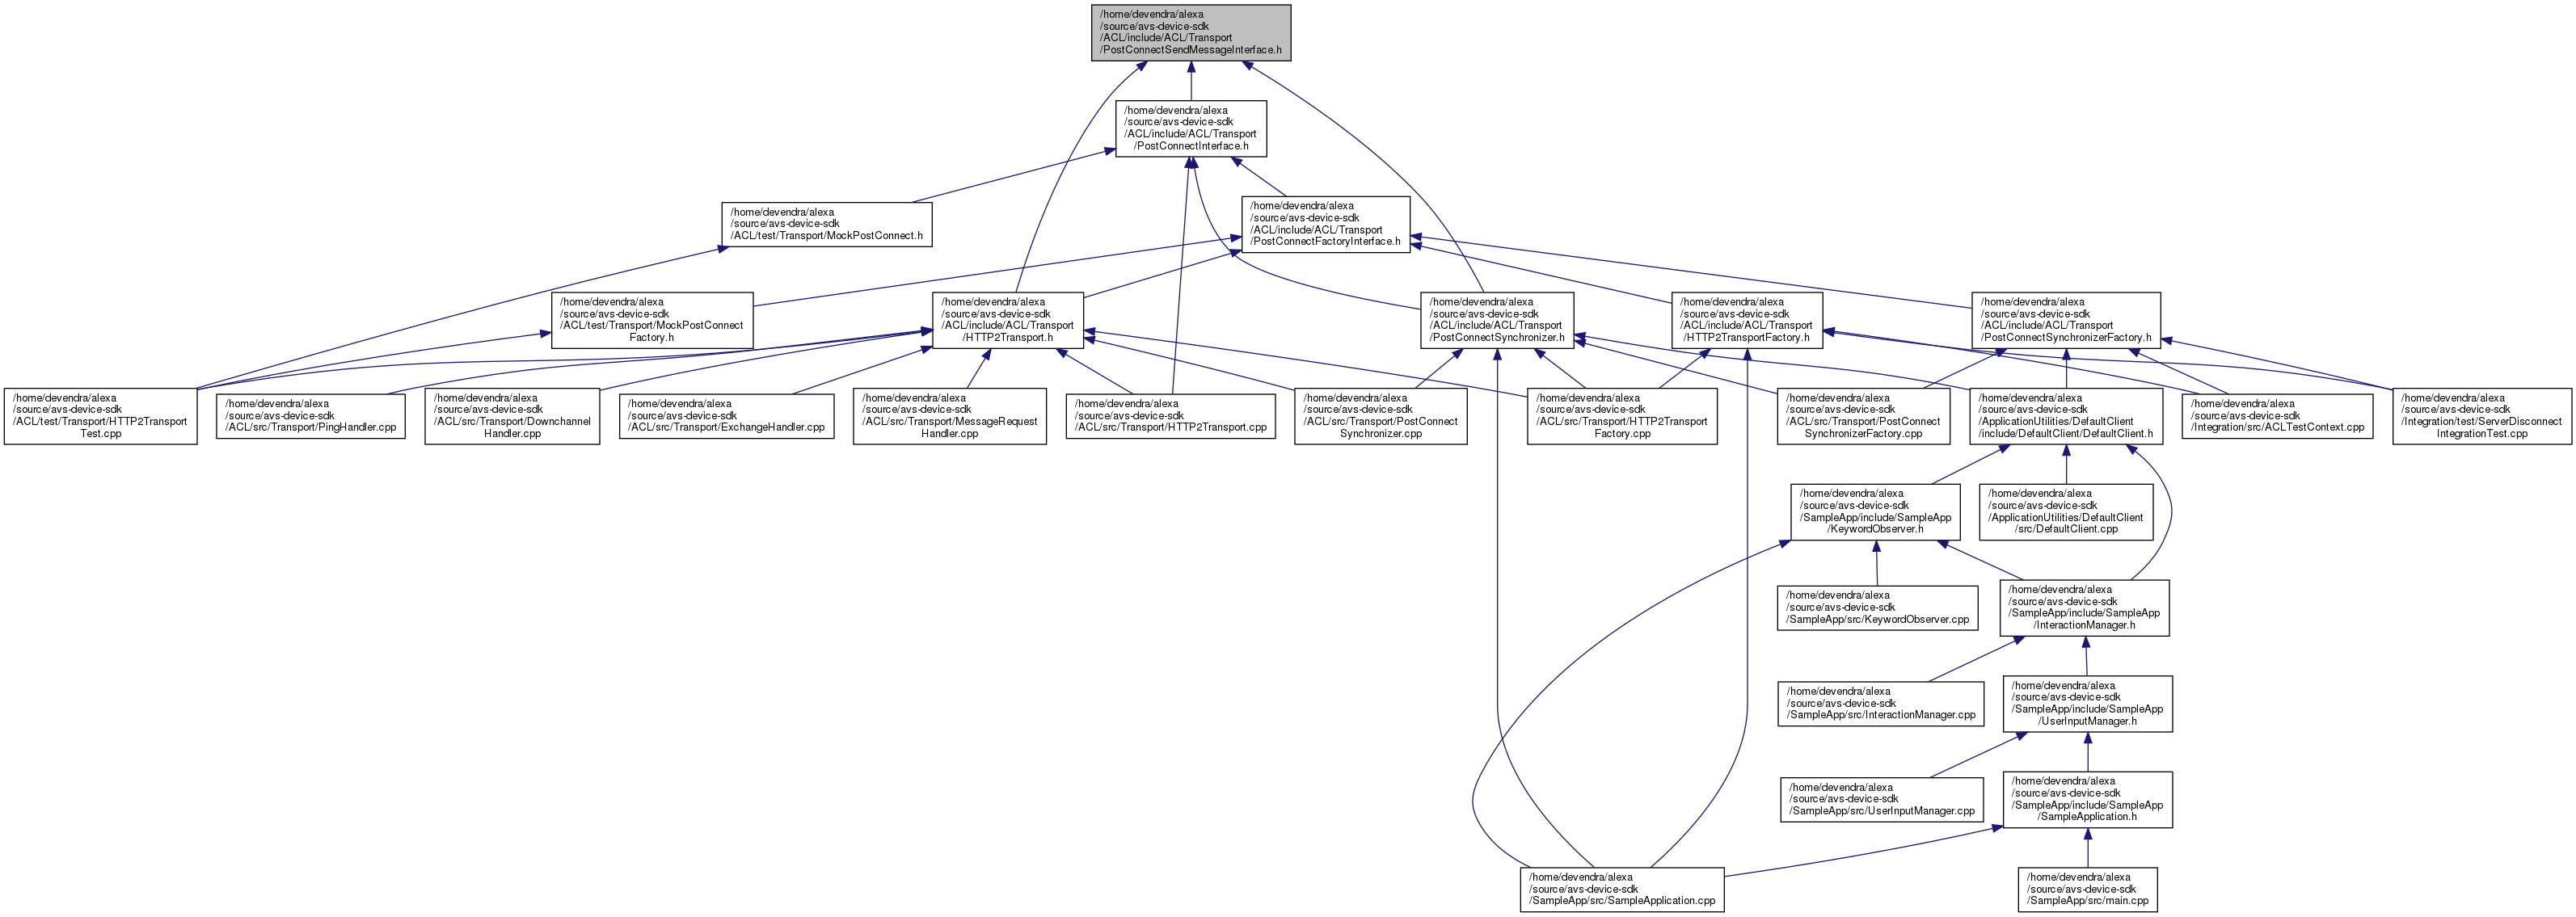 /home/devendra/alexa
/source/avs-device-sdk
/ACL/include/ACL/Transport
/PostConnectSendMessageInterface.h
/home/devendra/alexa
/source/avs-device-sdk
/ACL/include/ACL/Transport
/PostConnectInterface.h
/home/devendra/alexa
/source/avs-device-sdk
/ACL/test/Transport/MockPostConnect.h
/home/devendra/alexa
/source/avs-device-sdk
/ACL/include/ACL/Transport
/PostConnectFactoryInterface.h
/home/devendra/alexa
/source/avs-device-sdk
/ACL/test/Transport/MockPostConnect
Factory.h
/home/devendra/alexa
/source/avs-device-sdk
/ACL/include/ACL/Transport
/HTTP2Transport.h
/home/devendra/alexa
/source/avs-device-sdk
/ACL/include/ACL/Transport
/PostConnectSynchronizer.h
/home/devendra/alexa
/source/avs-device-sdk
/ACL/include/ACL/Transport
/HTTP2TransportFactory.h
/home/devendra/alexa
/source/avs-device-sdk
/ACL/include/ACL/Transport
/PostConnectSynchronizerFactory.h
/home/devendra/alexa
/source/avs-device-sdk
/ACL/test/Transport/HTTP2Transport
Test.cpp
/home/devendra/alexa
/source/avs-device-sdk
/ACL/src/Transport/PingHandler.cpp
/home/devendra/alexa
/source/avs-device-sdk
/ACL/src/Transport/Downchannel
Handler.cpp
/home/devendra/alexa
/source/avs-device-sdk
/ACL/src/Transport/ExchangeHandler.cpp
/home/devendra/alexa
/source/avs-device-sdk
/ACL/src/Transport/MessageRequest
Handler.cpp
/home/devendra/alexa
/source/avs-device-sdk
/ACL/src/Transport/HTTP2Transport.cpp
/home/devendra/alexa
/source/avs-device-sdk
/ACL/src/Transport/PostConnect
Synchronizer.cpp
/home/devendra/alexa
/source/avs-device-sdk
/ACL/src/Transport/HTTP2Transport
Factory.cpp
/home/devendra/alexa
/source/avs-device-sdk
/ACL/src/Transport/PostConnect
SynchronizerFactory.cpp
/home/devendra/alexa
/source/avs-device-sdk
/ApplicationUtilities/DefaultClient
/include/DefaultClient/DefaultClient.h
/home/devendra/alexa
/source/avs-device-sdk
/Integration/src/ACLTestContext.cpp
/home/devendra/alexa
/source/avs-device-sdk
/Integration/test/ServerDisconnect
IntegrationTest.cpp
/home/devendra/alexa
/source/avs-device-sdk
/SampleApp/include/SampleApp
/KeywordObserver.h
/home/devendra/alexa
/source/avs-device-sdk
/ApplicationUtilities/DefaultClient
/src/DefaultClient.cpp
/home/devendra/alexa
/source/avs-device-sdk
/SampleApp/src/KeywordObserver.cpp
/home/devendra/alexa
/source/avs-device-sdk
/SampleApp/include/SampleApp
/InteractionManager.h
/home/devendra/alexa
/source/avs-device-sdk
/SampleApp/src/InteractionManager.cpp
/home/devendra/alexa
/source/avs-device-sdk
/SampleApp/include/SampleApp
/UserInputManager.h
/home/devendra/alexa
/source/avs-device-sdk
/SampleApp/src/UserInputManager.cpp
/home/devendra/alexa
/source/avs-device-sdk
/SampleApp/include/SampleApp
/SampleApplication.h
/home/devendra/alexa
/source/avs-device-sdk
/SampleApp/src/SampleApplication.cpp
/home/devendra/alexa
/source/avs-device-sdk
/SampleApp/src/main.cpp